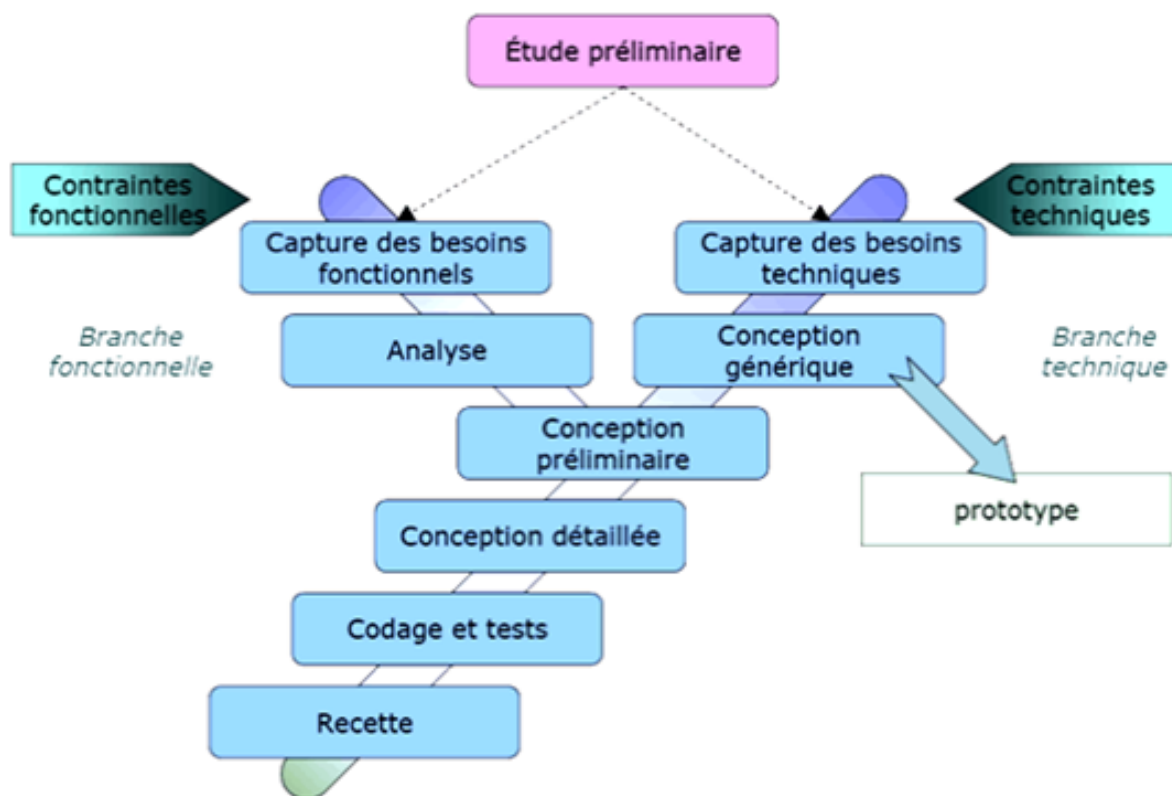 Étude préliminaire
Contraintes
fonctionnelles
Contraintes
techniques
Capture des besoins
fonctionnels
Capture des besoins
techniques
Branche
fonctionnelle
Analyse
Conception
générique
Branche
technique
Conception
préliminaire
prototype
Conception détaillée
Codage et tests
Recette